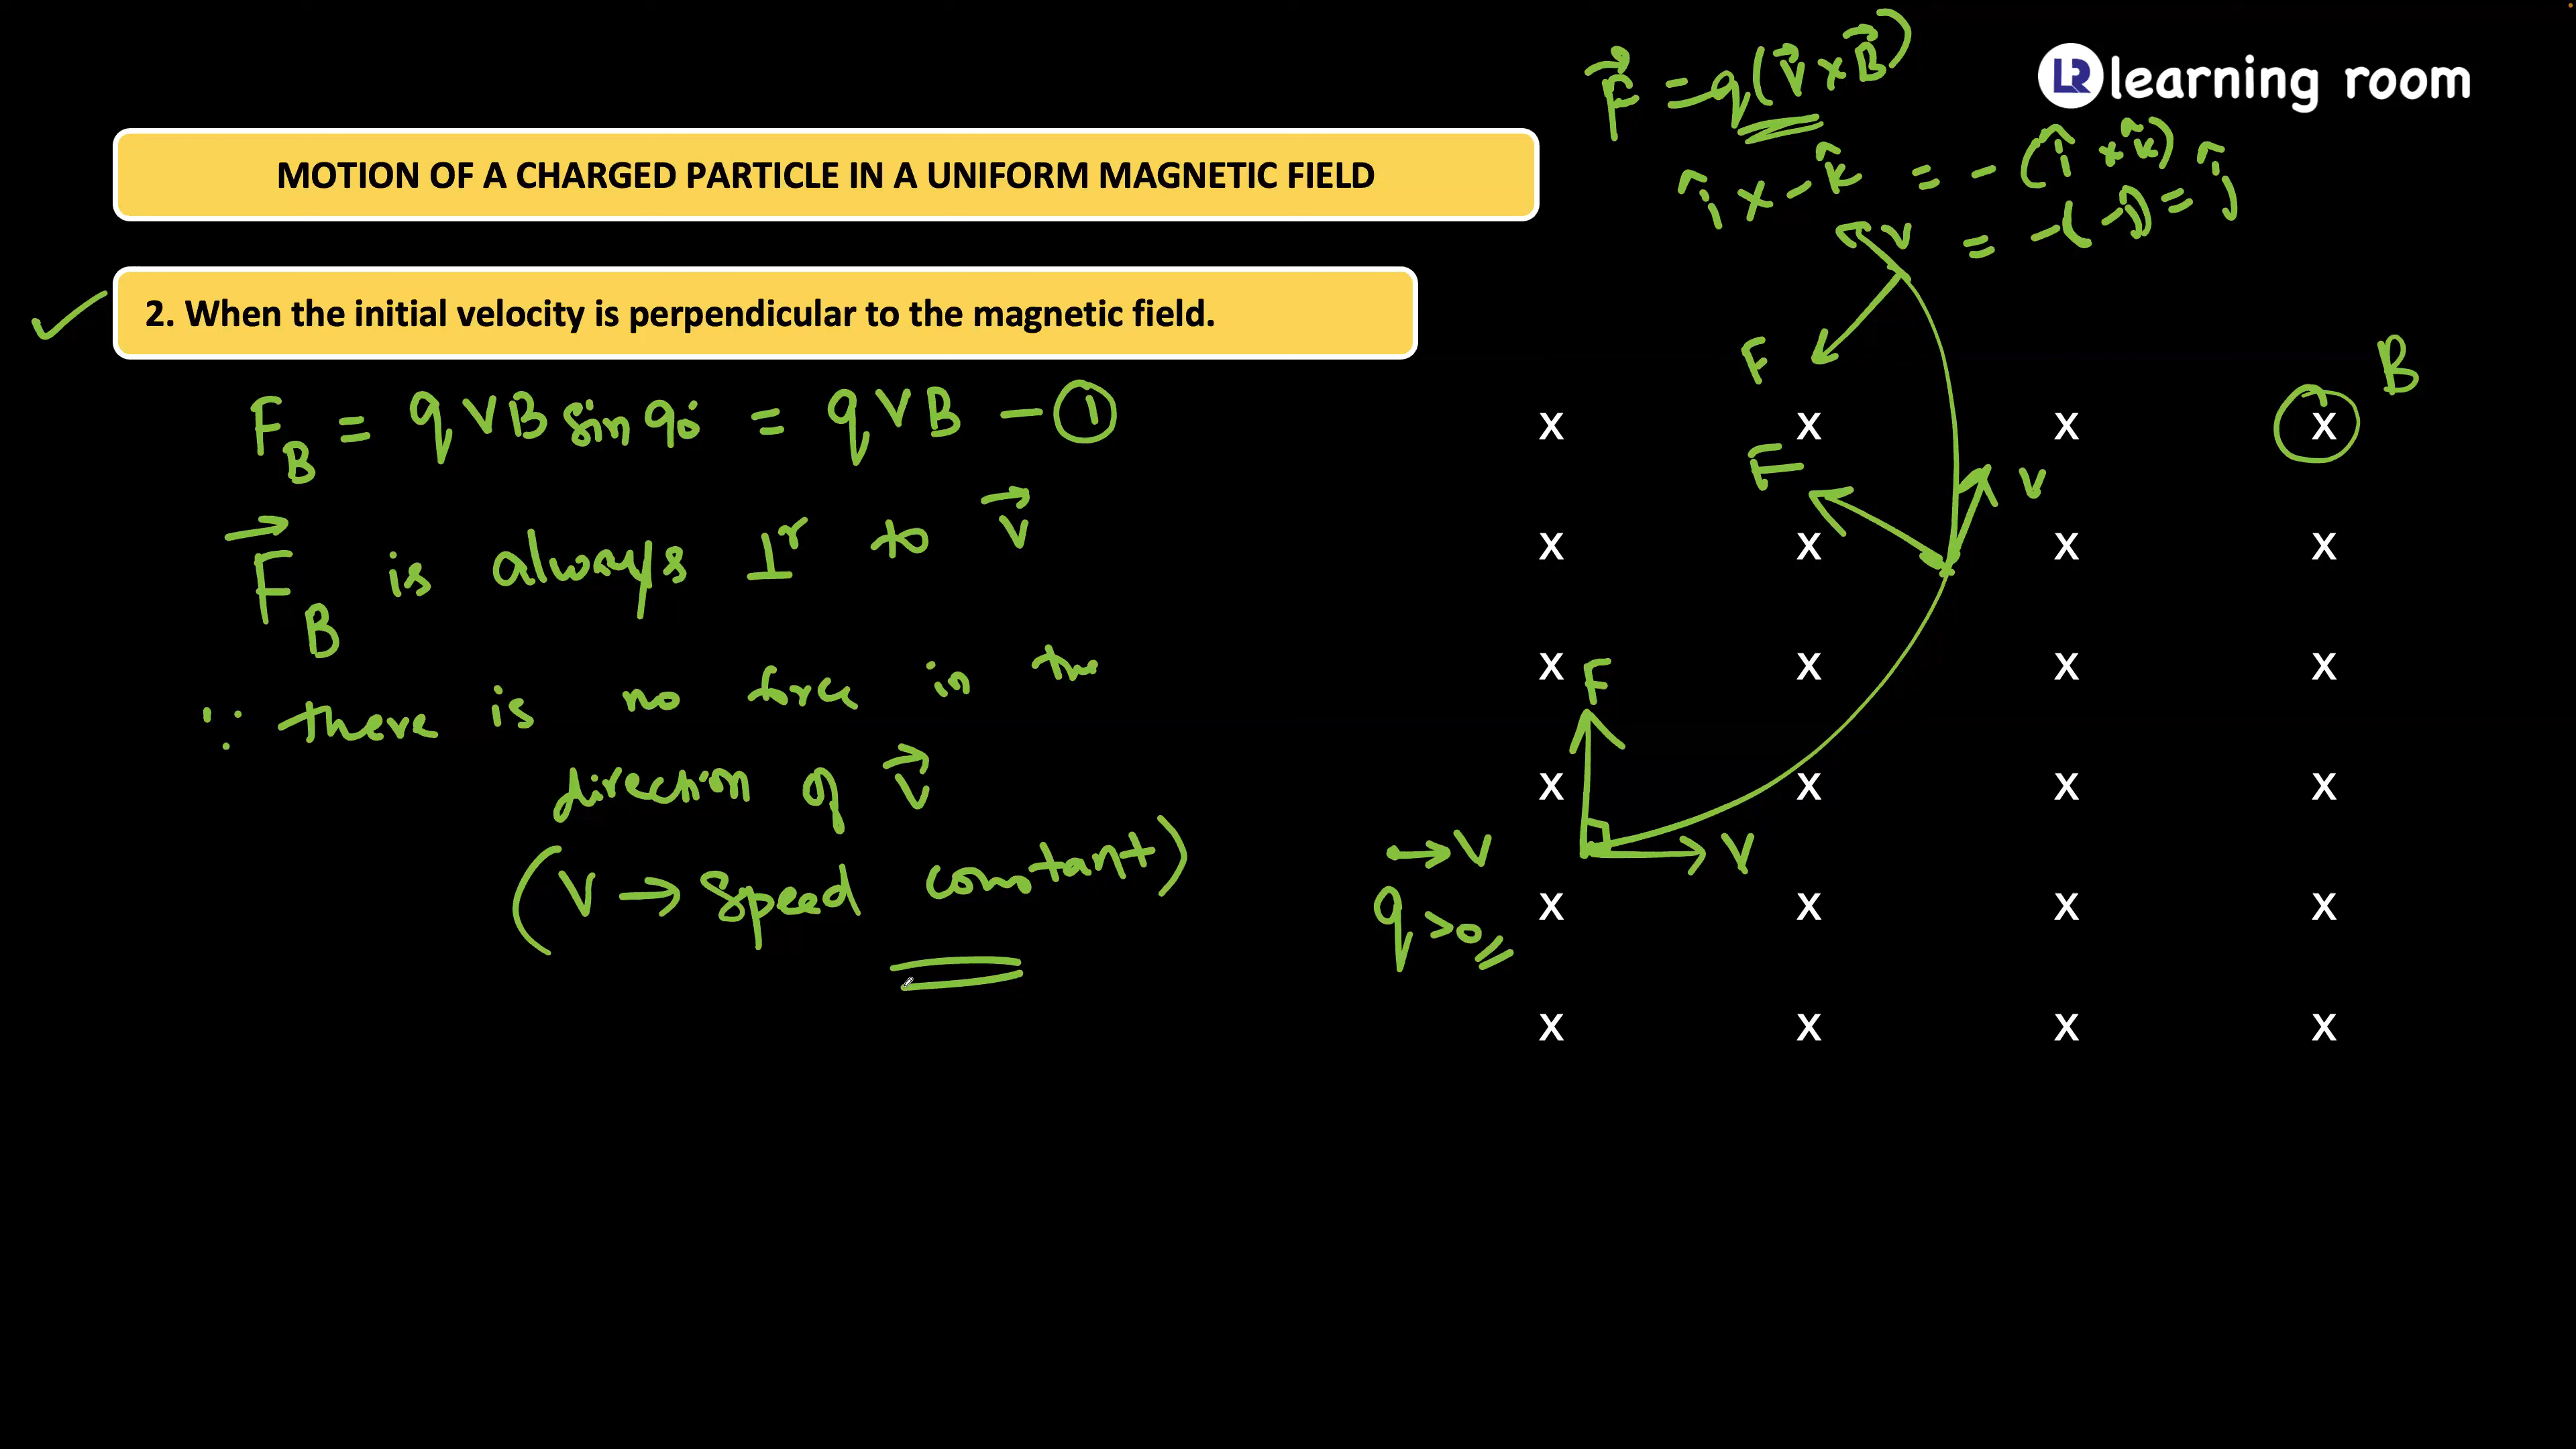 F⃗ = q(V⃗ x B⃗)
learning room
î x -k̂ = -(î x k̂)
= -(-ĵ) = ĵ
MOTION OF A CHARGED PARTICLE IN A UNIFORM MAGNETIC FIELD
2. When the initial velocity is perpendicular to the magnetic field.
F_B = qVB sin 90° = qVB - ①
F⃗_B is always ⊥r to V⃗
∵ there is no force in the
direction of V⃗
(V → Speed constant)
V
F
B
X X X X
F
V
X X X X
X X X X
F
X X X X
V
V
q >0
X X X X
X X X X